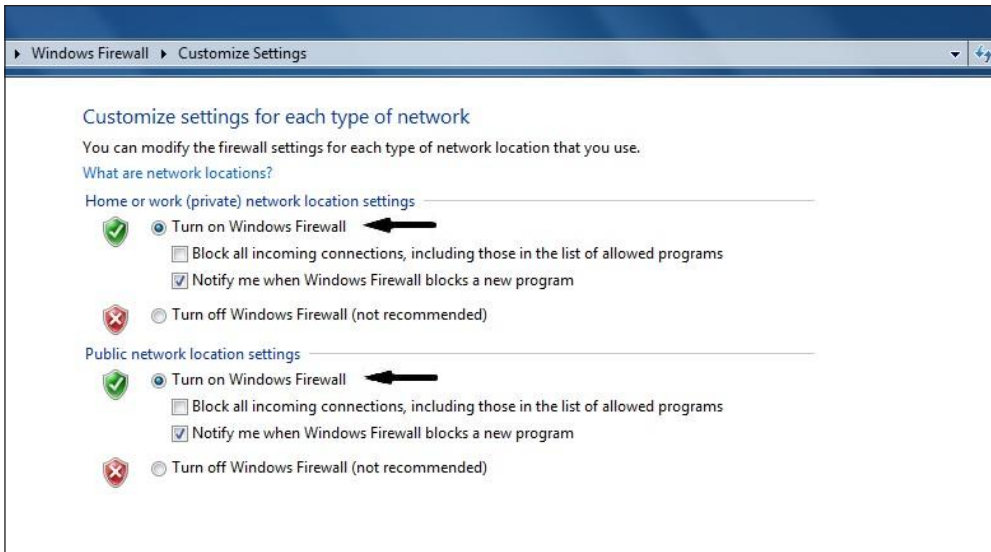 Windows Firewall Customize Settings
Customize settings for each type of network
You can modify the firewall settings for each type of network location that you use.
What are network locations?
Home or work (private) network location settings
Turn on Windows Firewall
Block all incoming connections, including those in the list of allowed programs
Notify me when Windows Firewall blocks a new program
Turn off Windows Firewall (not recommended)
Public network location settings
Turn on Windows Firewall
Block all incoming connections, including those in the list of allowed programs
Notify me when Windows Firewall blocks a new program
Turn off Windows Firewall (not recommended)